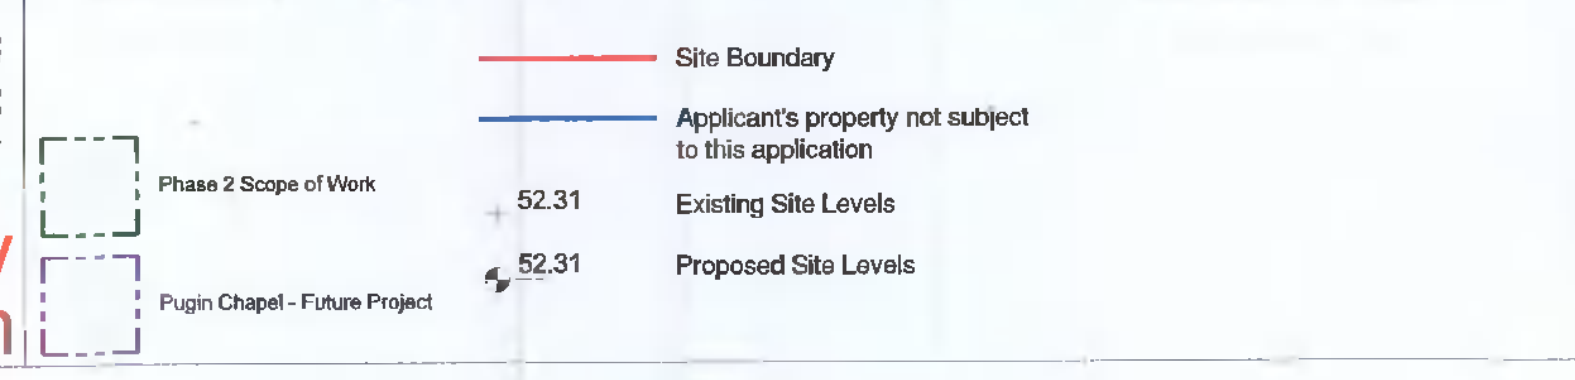 Site Boundary
Applicant's property not subject
to this application
Phase 2 Scope of Work
52.31 Existing Site Levels
52.31 Proposed Site Levels
Pugin Chapel - Future Project